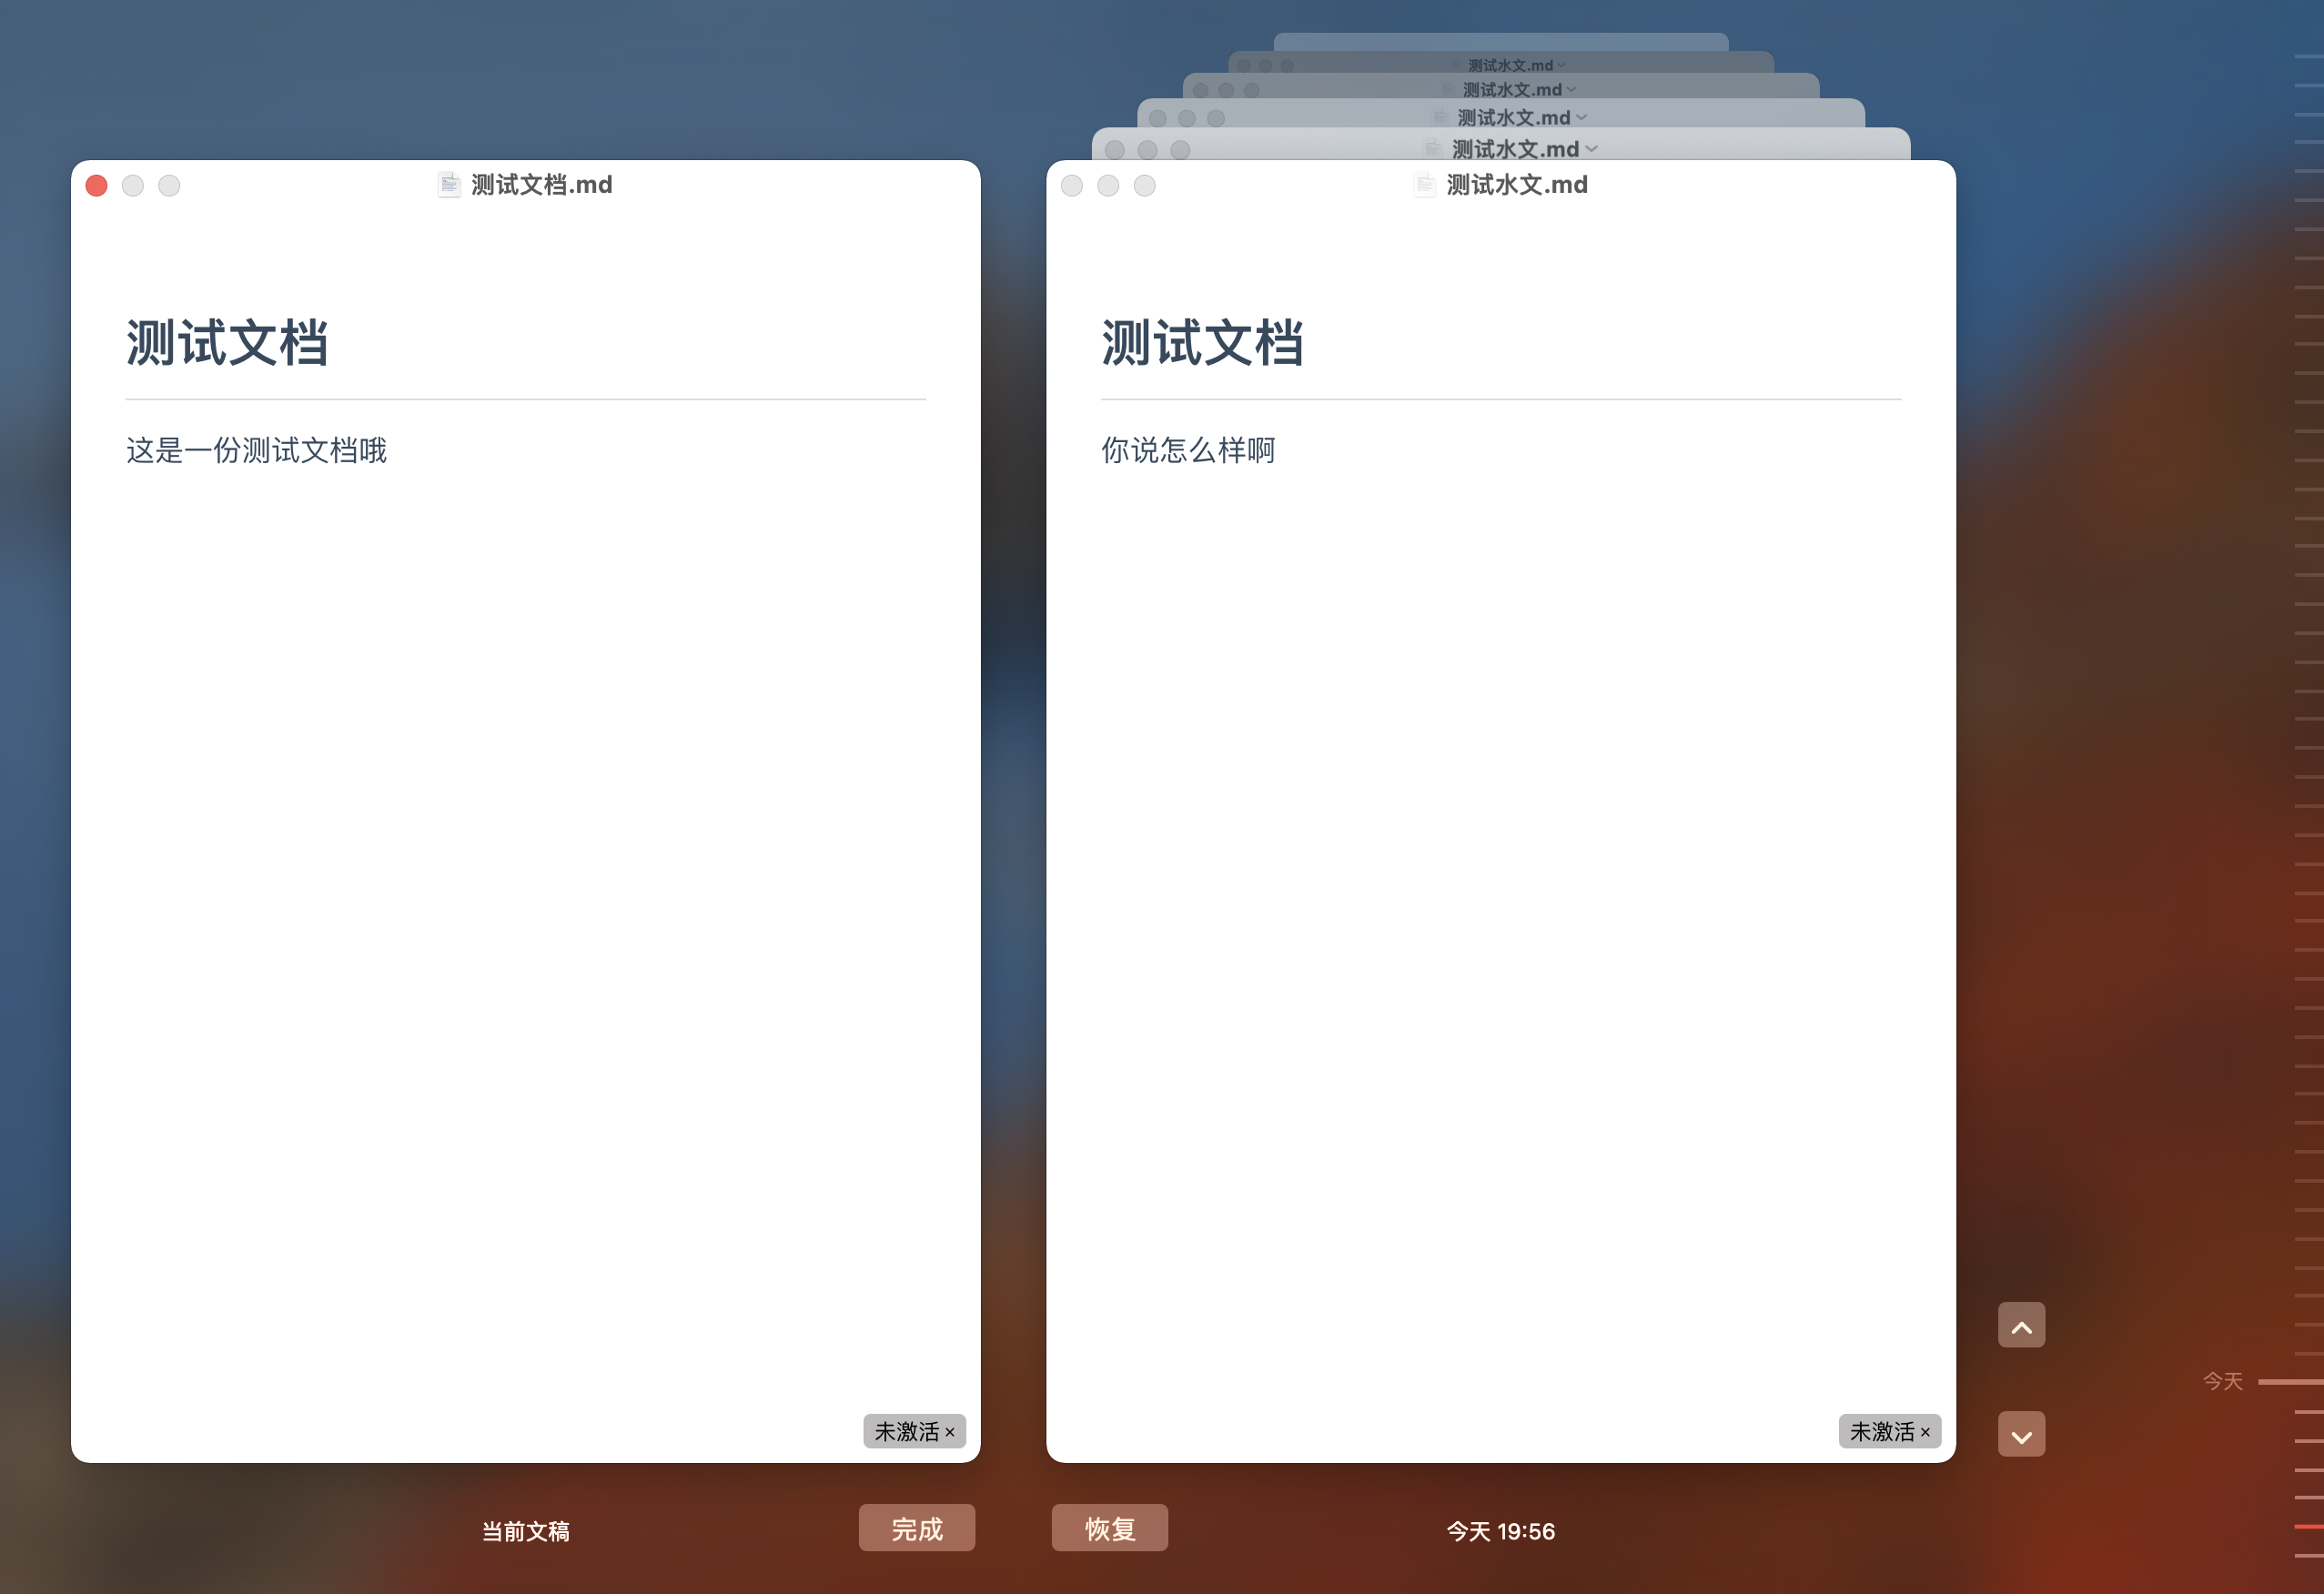 测试水文.md
测试水文.md
测试水文.md
测试水文.md
测试文档.md
测试水文.md
测试文档
测试文档
这是一份测试文档哦
你说怎么样啊
今天
未激活×
未激活×
当前文稿
完成
恢复
今天 19:56